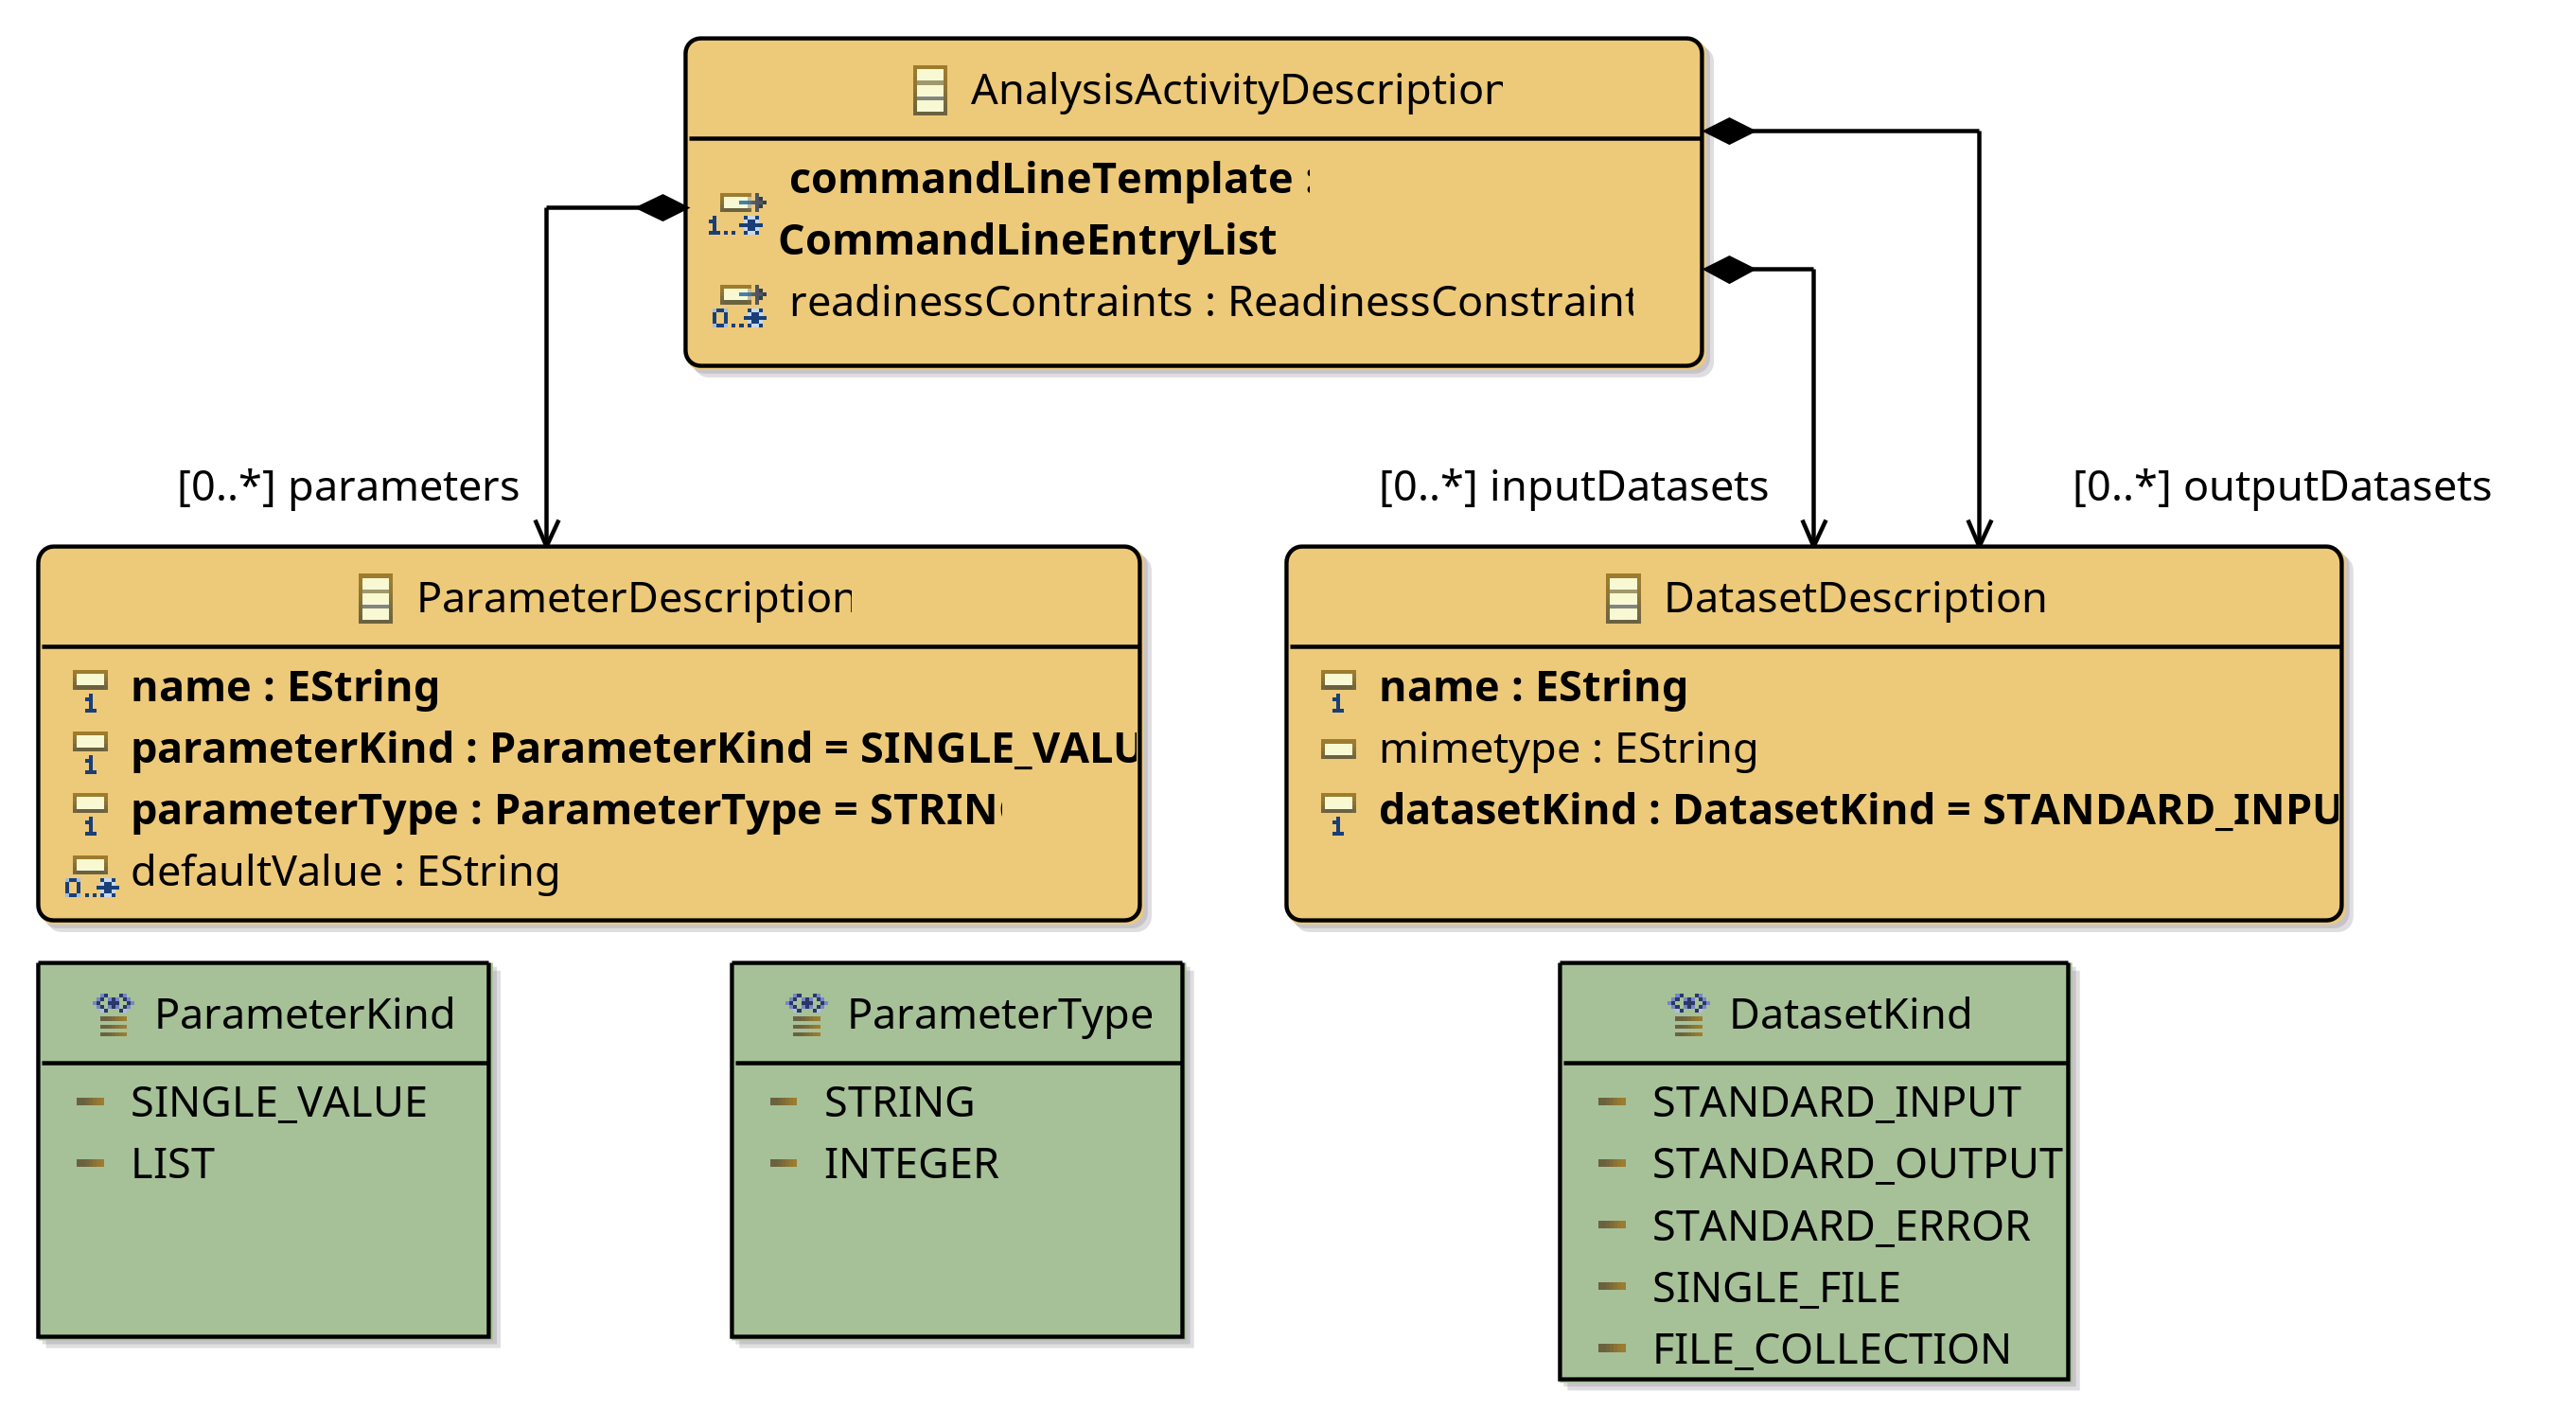 AnalysisActivityDescription
commandLineTemplate :
CommandLineEntryList
1..*
readinessContraints : ReadinessConstraint
0..*
[0..*] parameters
[0..*] inputDatasets
[0..*] outputDatasets
ParameterDescription
name : EString
1
parameterKind : ParameterKind = SINGLE_VALU
1
parameterType : ParameterType = STRING
1
defaultValue : EString
0..*
DatasetDescription
name : EString
1
mimetype : EString
datasetKind : DatasetKind = STANDARD_INPU
1
ParameterKind
SINGLE_VALUE
LIST
ParameterType
STRING
INTEGER
DatasetKind
STANDARD_INPUT
STANDARD_OUTPUT
STANDARD_ERROR
SINGLE_FILE
FILE_COLLECTION